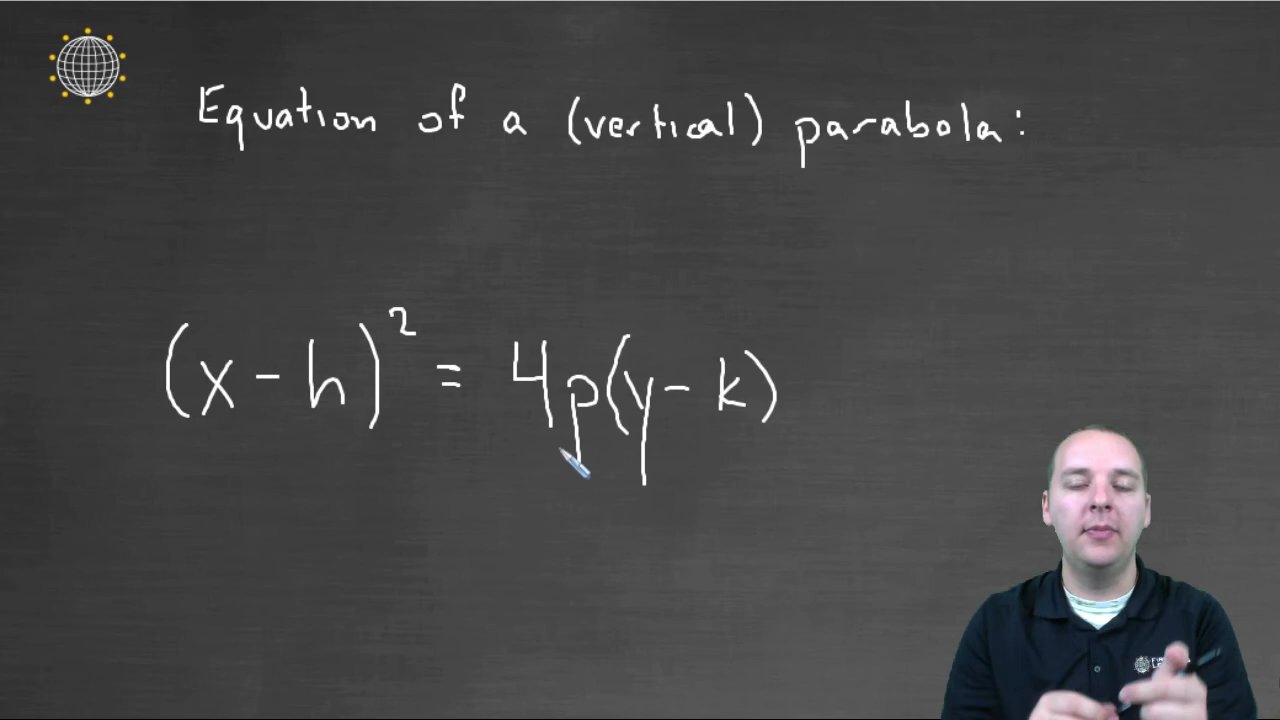 Equation of a (vertical) parabola:
(x - h)² = 4p(y - k)